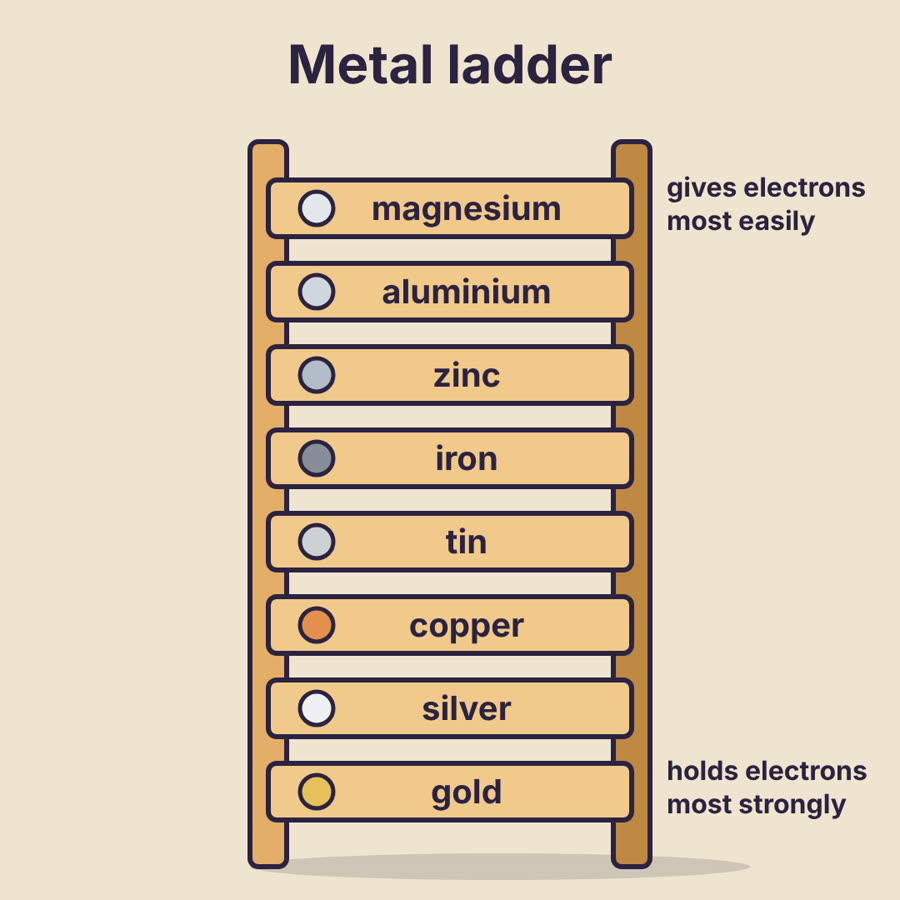 Metal ladder
magnesium
gives electrons
most easily
aluminium
zinc
iron
tin
copper
silver
gold
holds electrons
most strongly